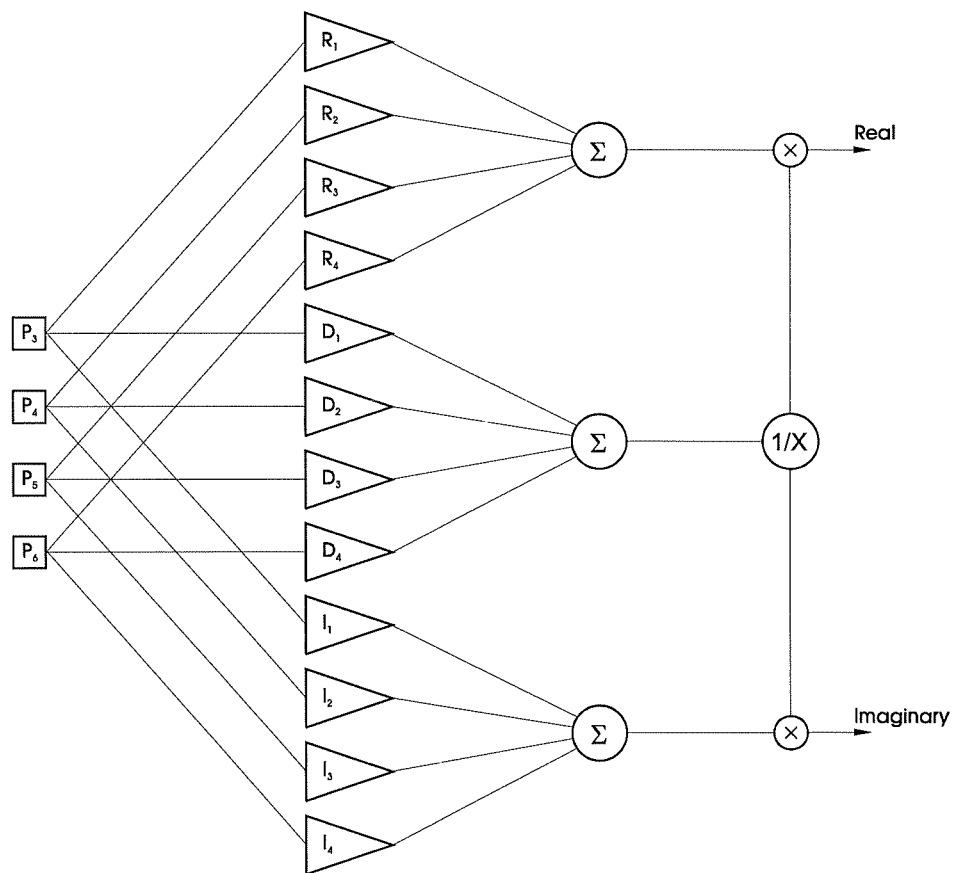 R₁
R₂
R₃
R₄
Σ
×
Real
P₃
P₄
P₅
P₆
D₁
D₂
D₃
D₄
Σ
1/X
I₁
I₂
I₃
I₄
Σ
×
Imaginary